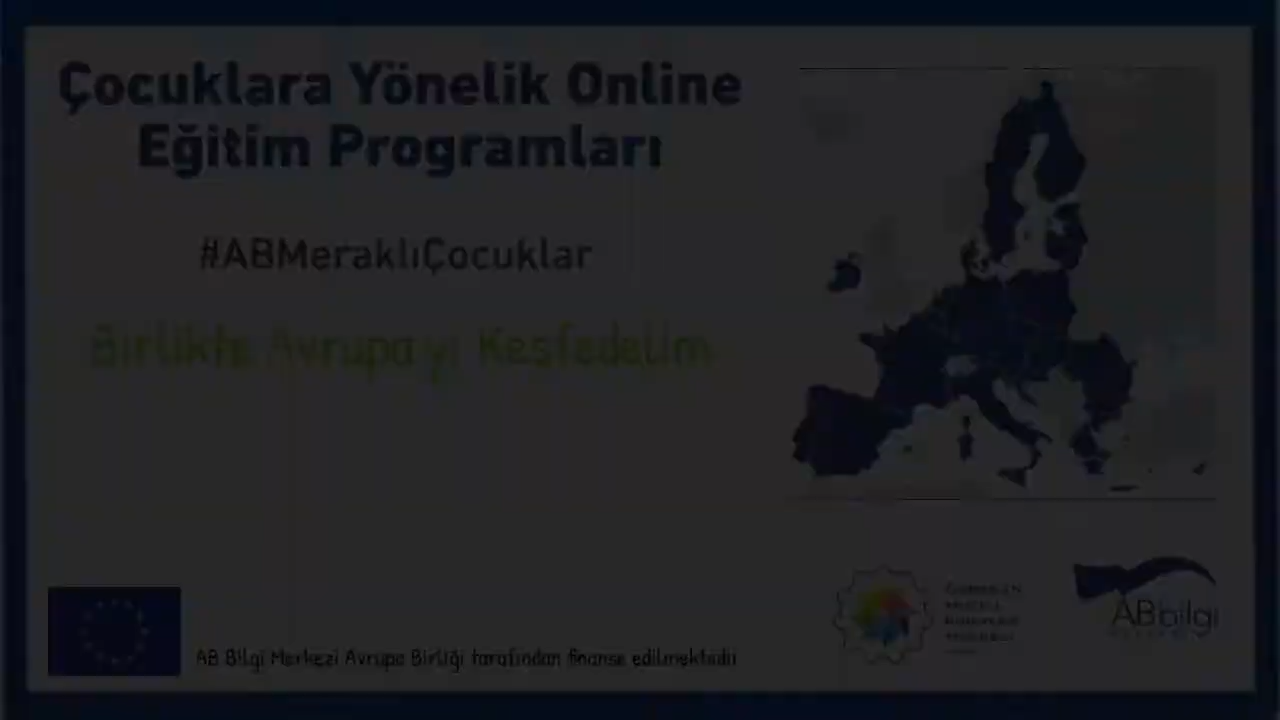 Çocuklara Yönelik Online
Eğitim Programları
#ABMeraklıÇocuklar
Birlikte Avrupa'yı Keşfedelim
AB Bilgi Merkezi Avrupa Birliği tarafından finanse edilmektedir
ABbilgi